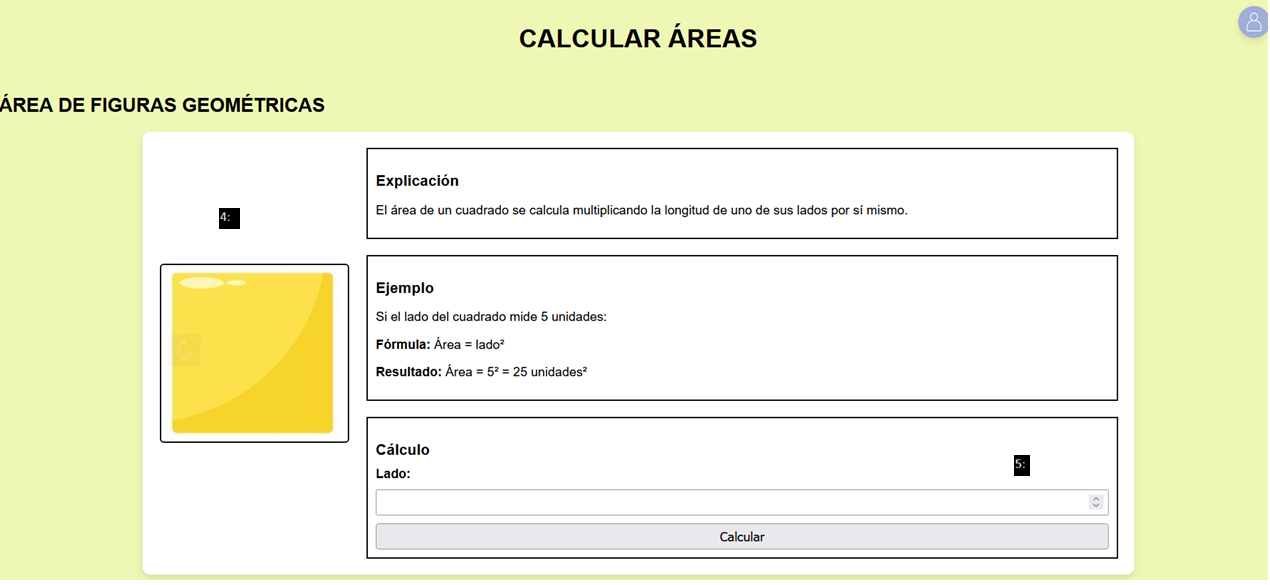 CALCULAR ÁREAS
ÁREA DE FIGURAS GEOMÉTRICAS
4:
Explicación
El área de un cuadrado se calcula multiplicando la longitud de uno de sus lados por sí mismo.
Ejemplo
Si el lado del cuadrado mide 5 unidades:
Fórmula: Área = lado²
Resultado: Área = 5² = 25 unidades²
Cálculo
5:
Lado:
Calcular